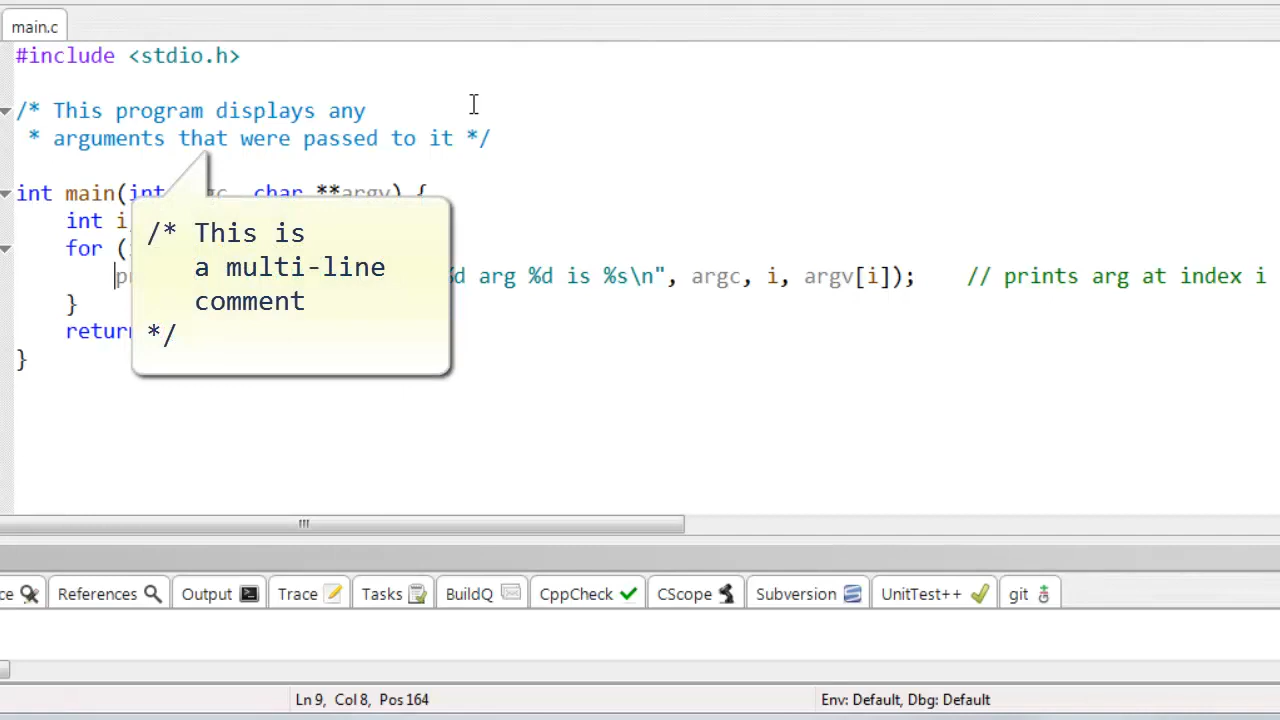 main.c
#include <stdio.h>
/* This program displays any
 * arguments that were passed to it */
int main(int argc, char **argv) {
int i
for (
%d arg %d is %s\n", argc, i, argv[i]); // prints arg at index i
}
return
}
/* This is
a multi-line
comment
*/
References Output Trace Tasks BuildQ CppCheck CScope Subversion UnitTest++ git
Ln 9, Col 8, Pos 164 Env: Default, Dbg: Default